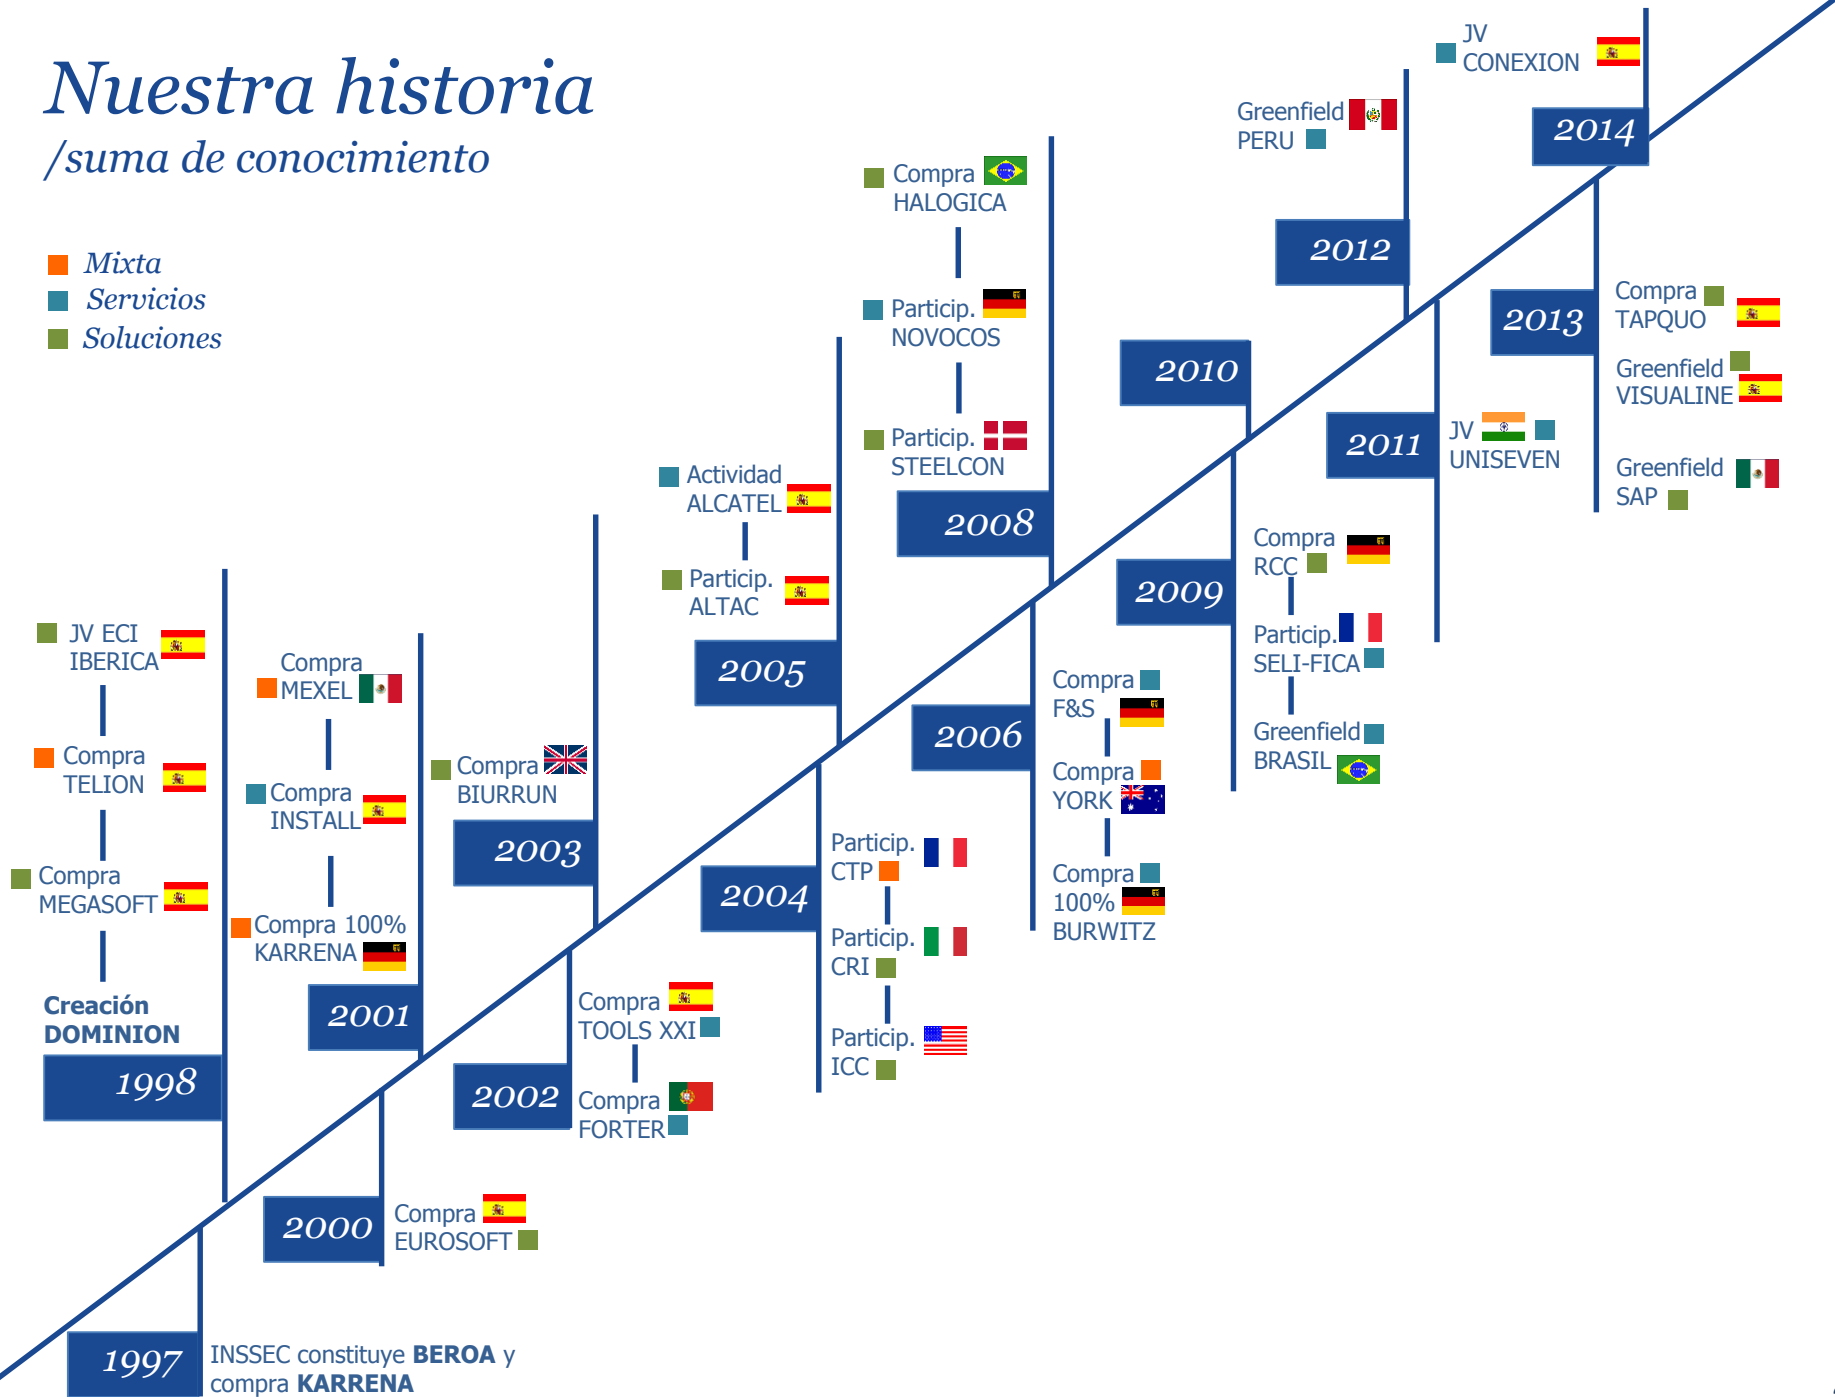 Nuestra historia
/suma de conocimiento
Mixta
Servicios
Soluciones
1997
INSSEC constituye BEROA y
compra KARRENA
JV ECI
IBERICA
Compra
TELION
Compra
MEGASOFT
Creación
DOMINION
1998
2000
Compra
EUROSOFT
Compra
MEXEL
Compra
INSTALL
Compra 100%
KARRENA
2001
2002
Compra
TOOLS XXI
Compra
FORTER
Compra
BIURRUN
2003
2004
Particip.
CTP
Particip.
CRI
Particip.
ICC
Actividad
ALCATEL
Particip.
ALTAC
2005
2006
Compra
F&S
Compra
YORK
Compra
100%
BURWITZ
Compra
HALOGICA
Particip.
NOVOCOS
Particip.
STEELCON
2008
2009
Compra
RCC
Particip.
SELI-FICA
Greenfield
BRASIL
2010
2011
JV
UNISEVEN
Greenfield
PERU
2012
2013
Compra
TAPQUO
Greenfield
VISUALINE
Greenfield
SAP
JV
CONEXION
2014